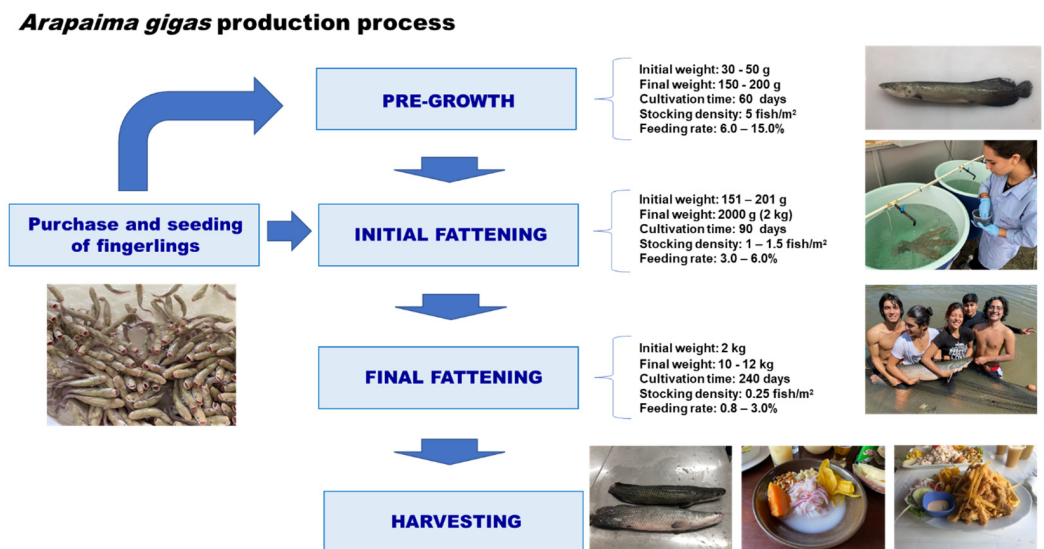 Arapaima gigas production process
PRE-GROWTH
Initial weight: 30 - 50 g
Final weight: 150 - 200 g
Cultivation time: 60 days
Stocking density: 5 fish/m²
Feeding rate: 6.0 – 15.0%
Purchase and seeding
of fingerlings
INITIAL FATTENING
Initial weight: 151 – 201 g
Final weight: 2000 g (2 kg)
Cultivation time: 90 days
Stocking density: 1 – 1.5 fish/m²
Feeding rate: 3.0 – 6.0%
FINAL FATTENING
Initial weight: 2 kg
Final weight: 10 - 12 kg
Cultivation time: 240 days
Stocking density: 0.25 fish/m²
Feeding rate: 0.8 – 3.0%
HARVESTING